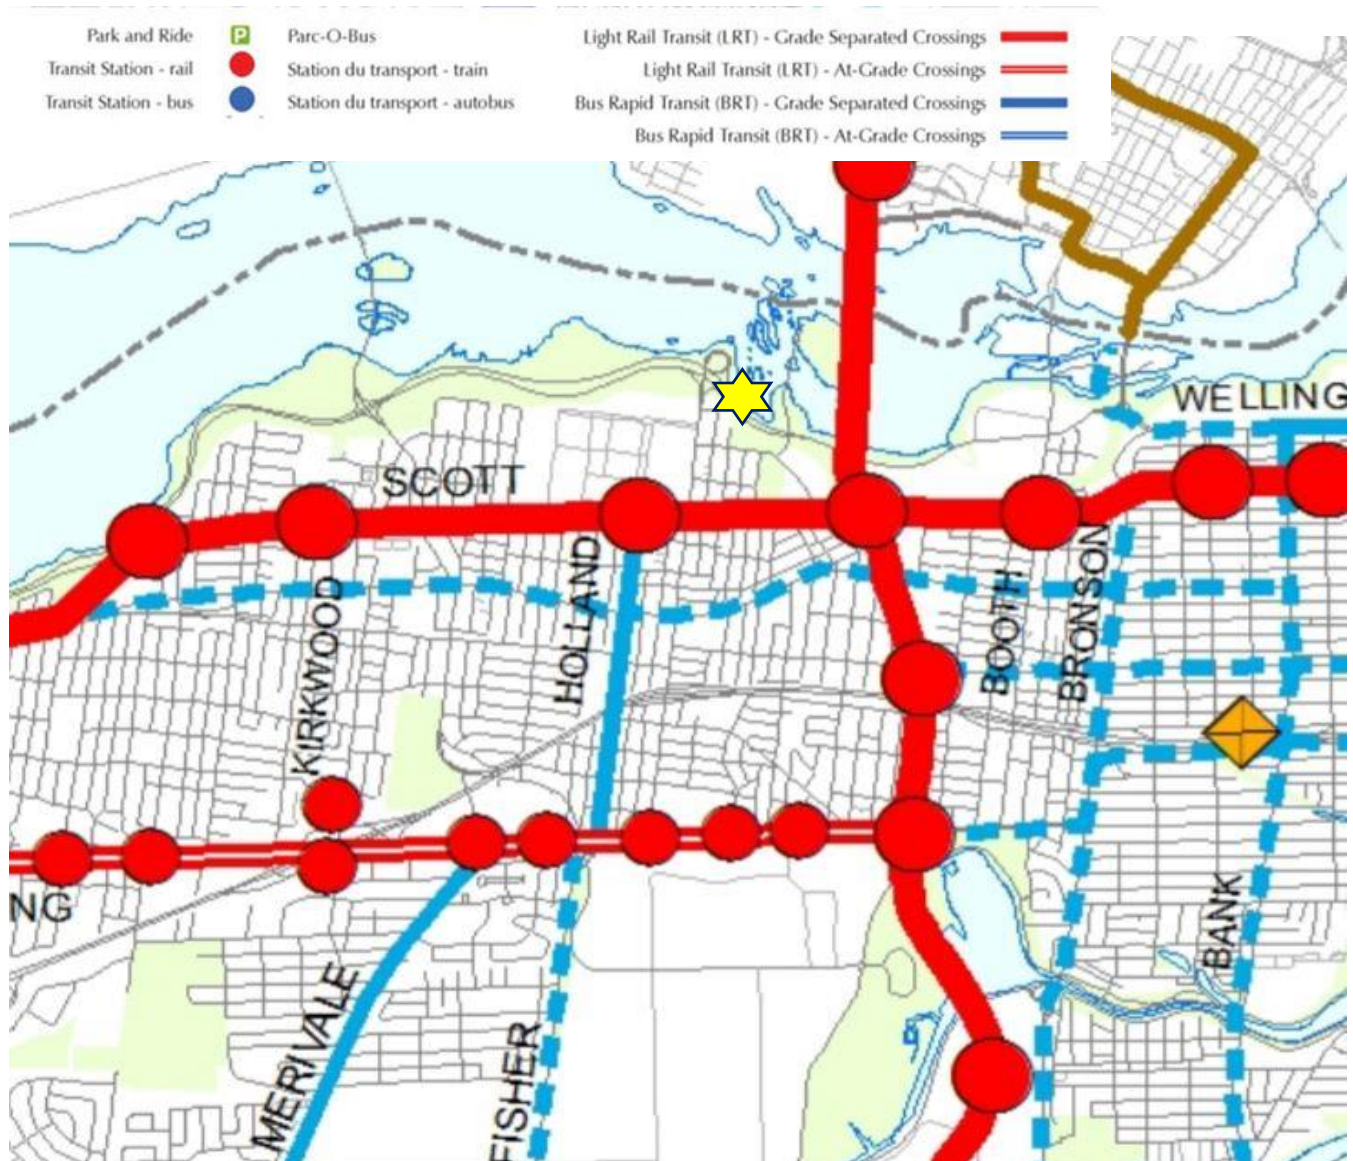 Park and Ride P Parc-O-Bus
Transit Station - rail Station du transport - train
Transit Station - bus Station du transport - autobus
Light Rail Transit (LRT) - Grade Separated Crossings
Light Rail Transit (LRT) - At-Grade Crossings
Bus Rapid Transit (BRT) - Grade Separated Crossings
Bus Rapid Transit (BRT) - At-Grade Crossings
WELLING
SCOTT
HOLLAND
KIRKWOOD
BOOTH
BRONSON
NG
BANK
MERIVALE
FISHER